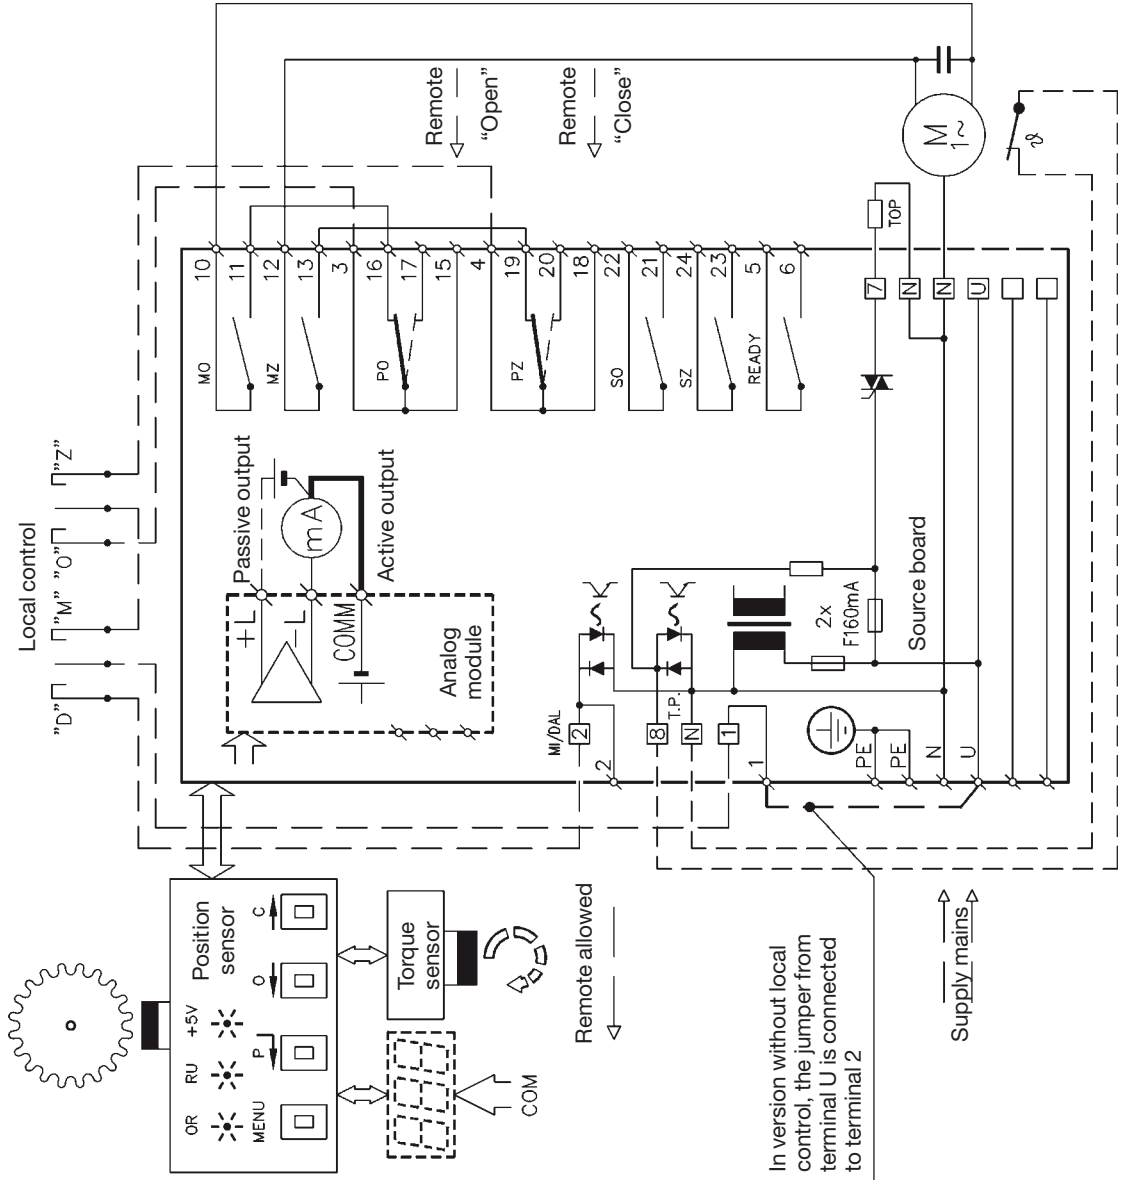 Local control
"D"
"M"
"O"
"Z"
Passive output
Active output
+L
-L
COMM
mA
Analog
module
MO
MZ
PO
PZ
SO
SZ
READY
10
11
12
13
3
16
17
15
4
19
20
18
22
21
24
23
5
6
Remote
"Open"
Remote
"Close"
M
1~
ϑ
TOP
7
N
N
U
2x
F160mA
Source board
MI/DAL
2
2
8
T.P.
N
1
1
PE
PE
N
U
Position
sensor
OR
RU
+5V
MENU
P
O
C
Torque
sensor
COM
Remote allowed
Supply mains
In version without local
control, the jumper from
terminal U is connected
to terminal 2